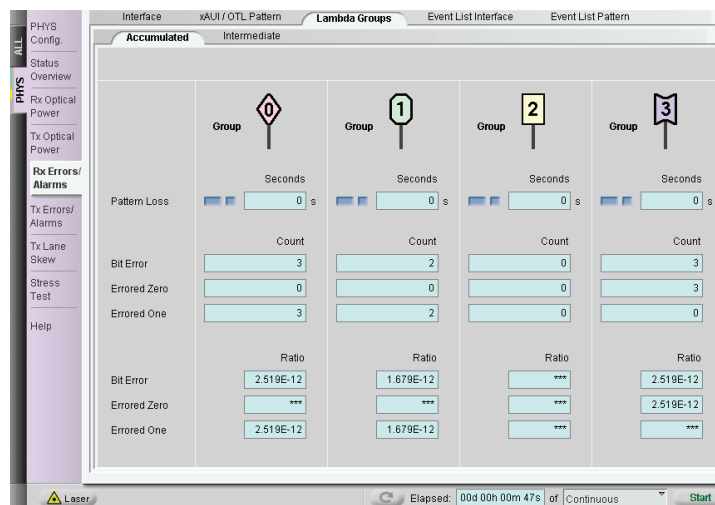 Interface xAUI / OTL Pattern Lambda Groups Event List Interface Event List Pattern
Accumulated Intermediate
ALL
PHYS
PHYS
Config.
Status
Overview
Rx Optical
Power
Tx Optical
Power
Rx Errors/
Alarms
Tx Errors/
Alarms
Tx Lane
Skew
Stress
Test
Help
Group 0 Group 1 Group 2 Group 3
Seconds Seconds Seconds Seconds
Pattern Loss 0 s 0 s 0 s 0 s
Count Count Count Count
Bit Error 3 2 0 3
Errored Zero 0 0 0 3
Errored One 3 2 0 0
Ratio Ratio Ratio Ratio
Bit Error 2.519E-12 1.679E-12 *** 2.519E-12
Errored Zero *** *** *** 2.519E-12
Errored One 2.519E-12 1.679E-12 *** ***
Laser Elapsed: 00d 00h 00m 47s of Continuous Start